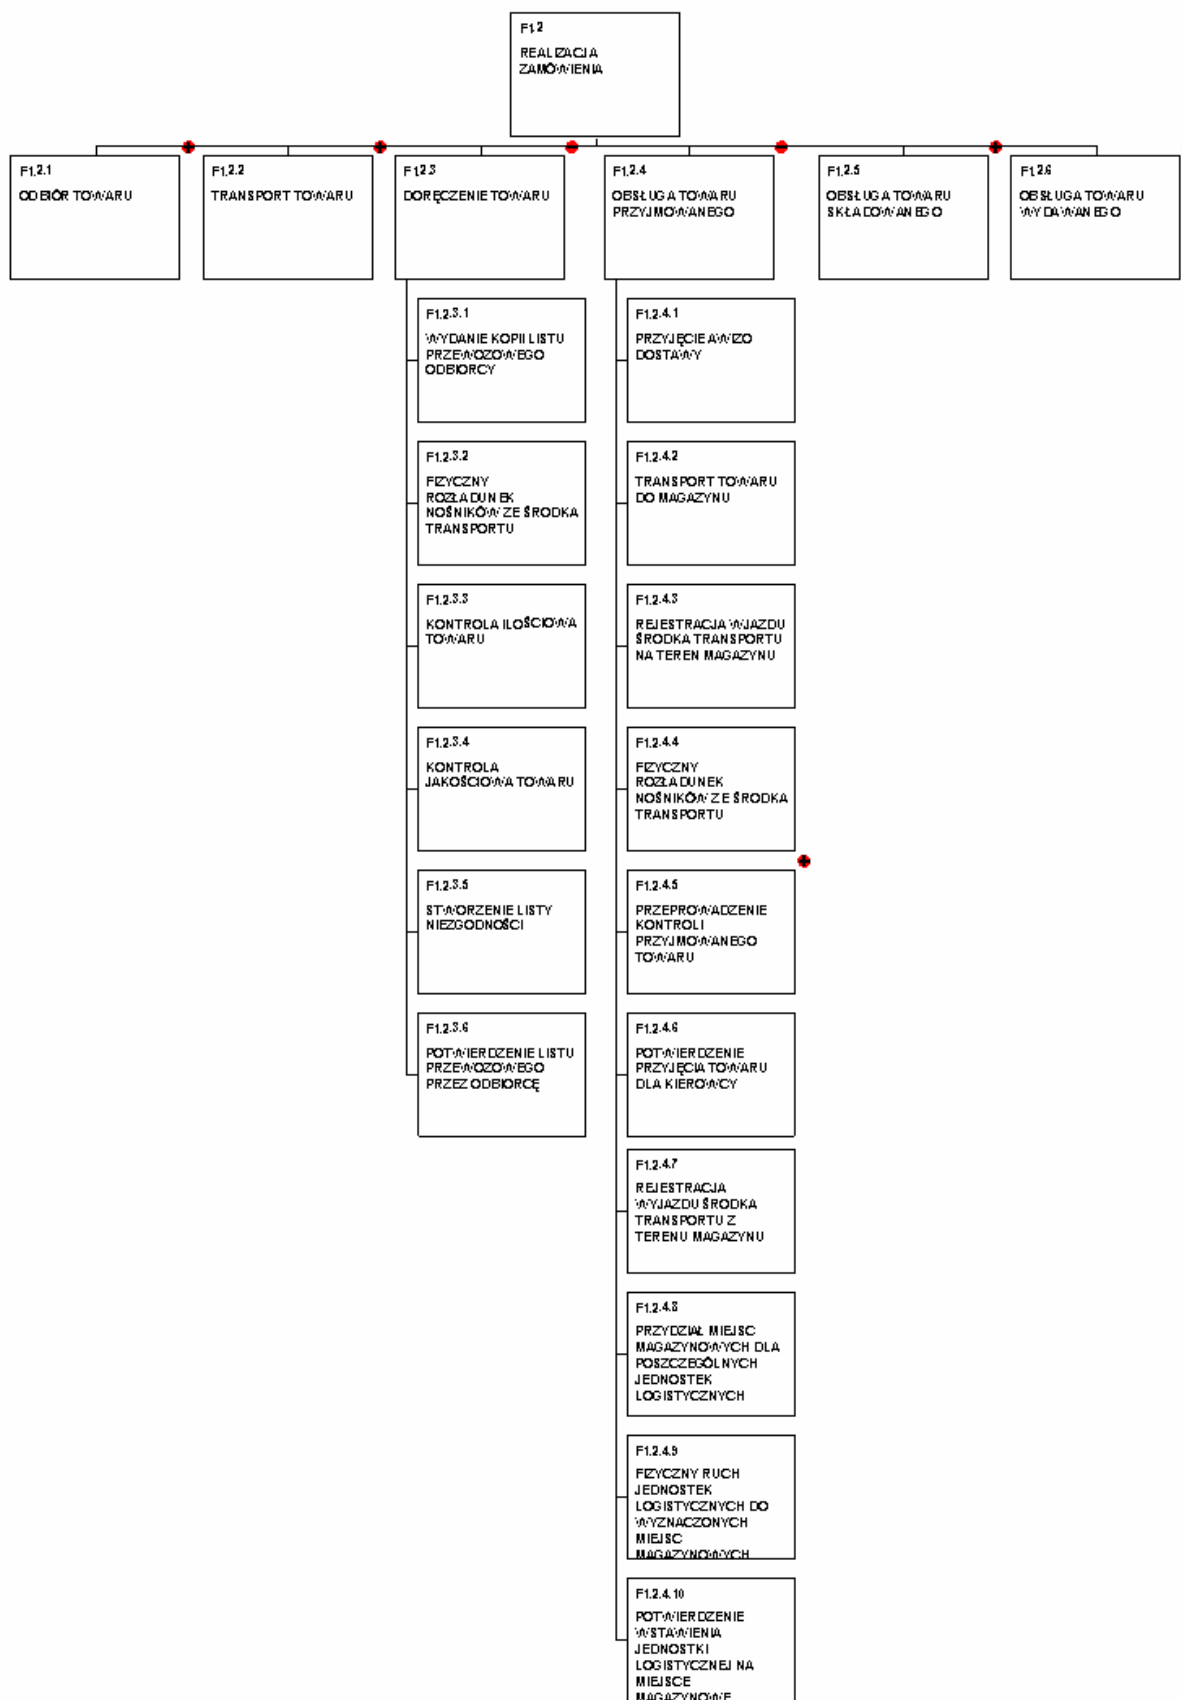 F1.2
REALIZACJA
ZAMÓWIENIA
F1.2.1
ODBIÓR TOWARU
F1.2.2
TRANSPORT TOWARU
F1.2.3
DORĘCZENIE TOWARU
F1.2.4
OBSŁUGA TOWARU
PRZYJMOWANEGO
F1.2.5
OBSŁUGA TOWARU
SKŁADOWANEGO
F1.2.6
OBSŁUGA TOWARU
WYDAWANEGO
F1.2.3.1
WYDANIE KOPII LISTU
PRZEWOZOWEGO
ODBIORCY
F1.2.3.2
FIZYCZNY
ROZŁADUNEK
NOŚNIKÓW ZE ŚRODKA
TRANSPORTU
F1.2.3.3
KONTROLA ILOŚCIOWA
TOWARU
F1.2.3.4
KONTROLA
JAKOŚCIOWA TOWARU
F1.2.3.5
STWORZENIE LISTY
NIEZGODNOŚCI
F1.2.3.6
POTWIERDZENIE LISTU
PRZEWOZOWEGO
PRZEZ ODBIORCĘ
F1.2.4.1
PRZYJĘCIE AWIZO
DOSTAWY
F1.2.4.2
TRANSPORT TOWARU
DO MAGAZYNU
F1.2.4.3
REJESTRACJA WJAZDU
ŚRODKA TRANSPORTU
NA TEREN MAGAZYNU
F1.2.4.4
FIZYCZNY
ROZŁADUNEK
NOŚNIKÓW ZE ŚRODKA
TRANSPORTU
F1.2.4.5
PRZEPROWADZENIE
KONTROLI
PRZYJMOWANEGO
TOWARU
F1.2.4.6
POTWIERDZENIE
PRZYJĘCIA TOWARU
DLA KIEROWCY
F1.2.4.7
REJESTRACJA
WYJAZDU ŚRODKA
TRANSPORTU Z
TERENU MAGAZYNU
F1.2.4.8
PRZYDZIAŁ MIEJSC
MAGAZYNOWYCH DLA
POSZCZEGÓLNYCH
JEDNOSTEK
LOGISTYCZNYCH
F1.2.4.9
FIZYCZNY RUCH
JEDNOSTEK
LOGISTYCZNYCH DO
WYZNACZONYCH
MIEJSC
MAGAZYNOWYCH
F1.2.4.10
POTWIERDZENIE
WSTAWIENIA
JEDNOSTKI
LOGISTYCZNEJ NA
MIEJSCE
MAGAZYNOWE